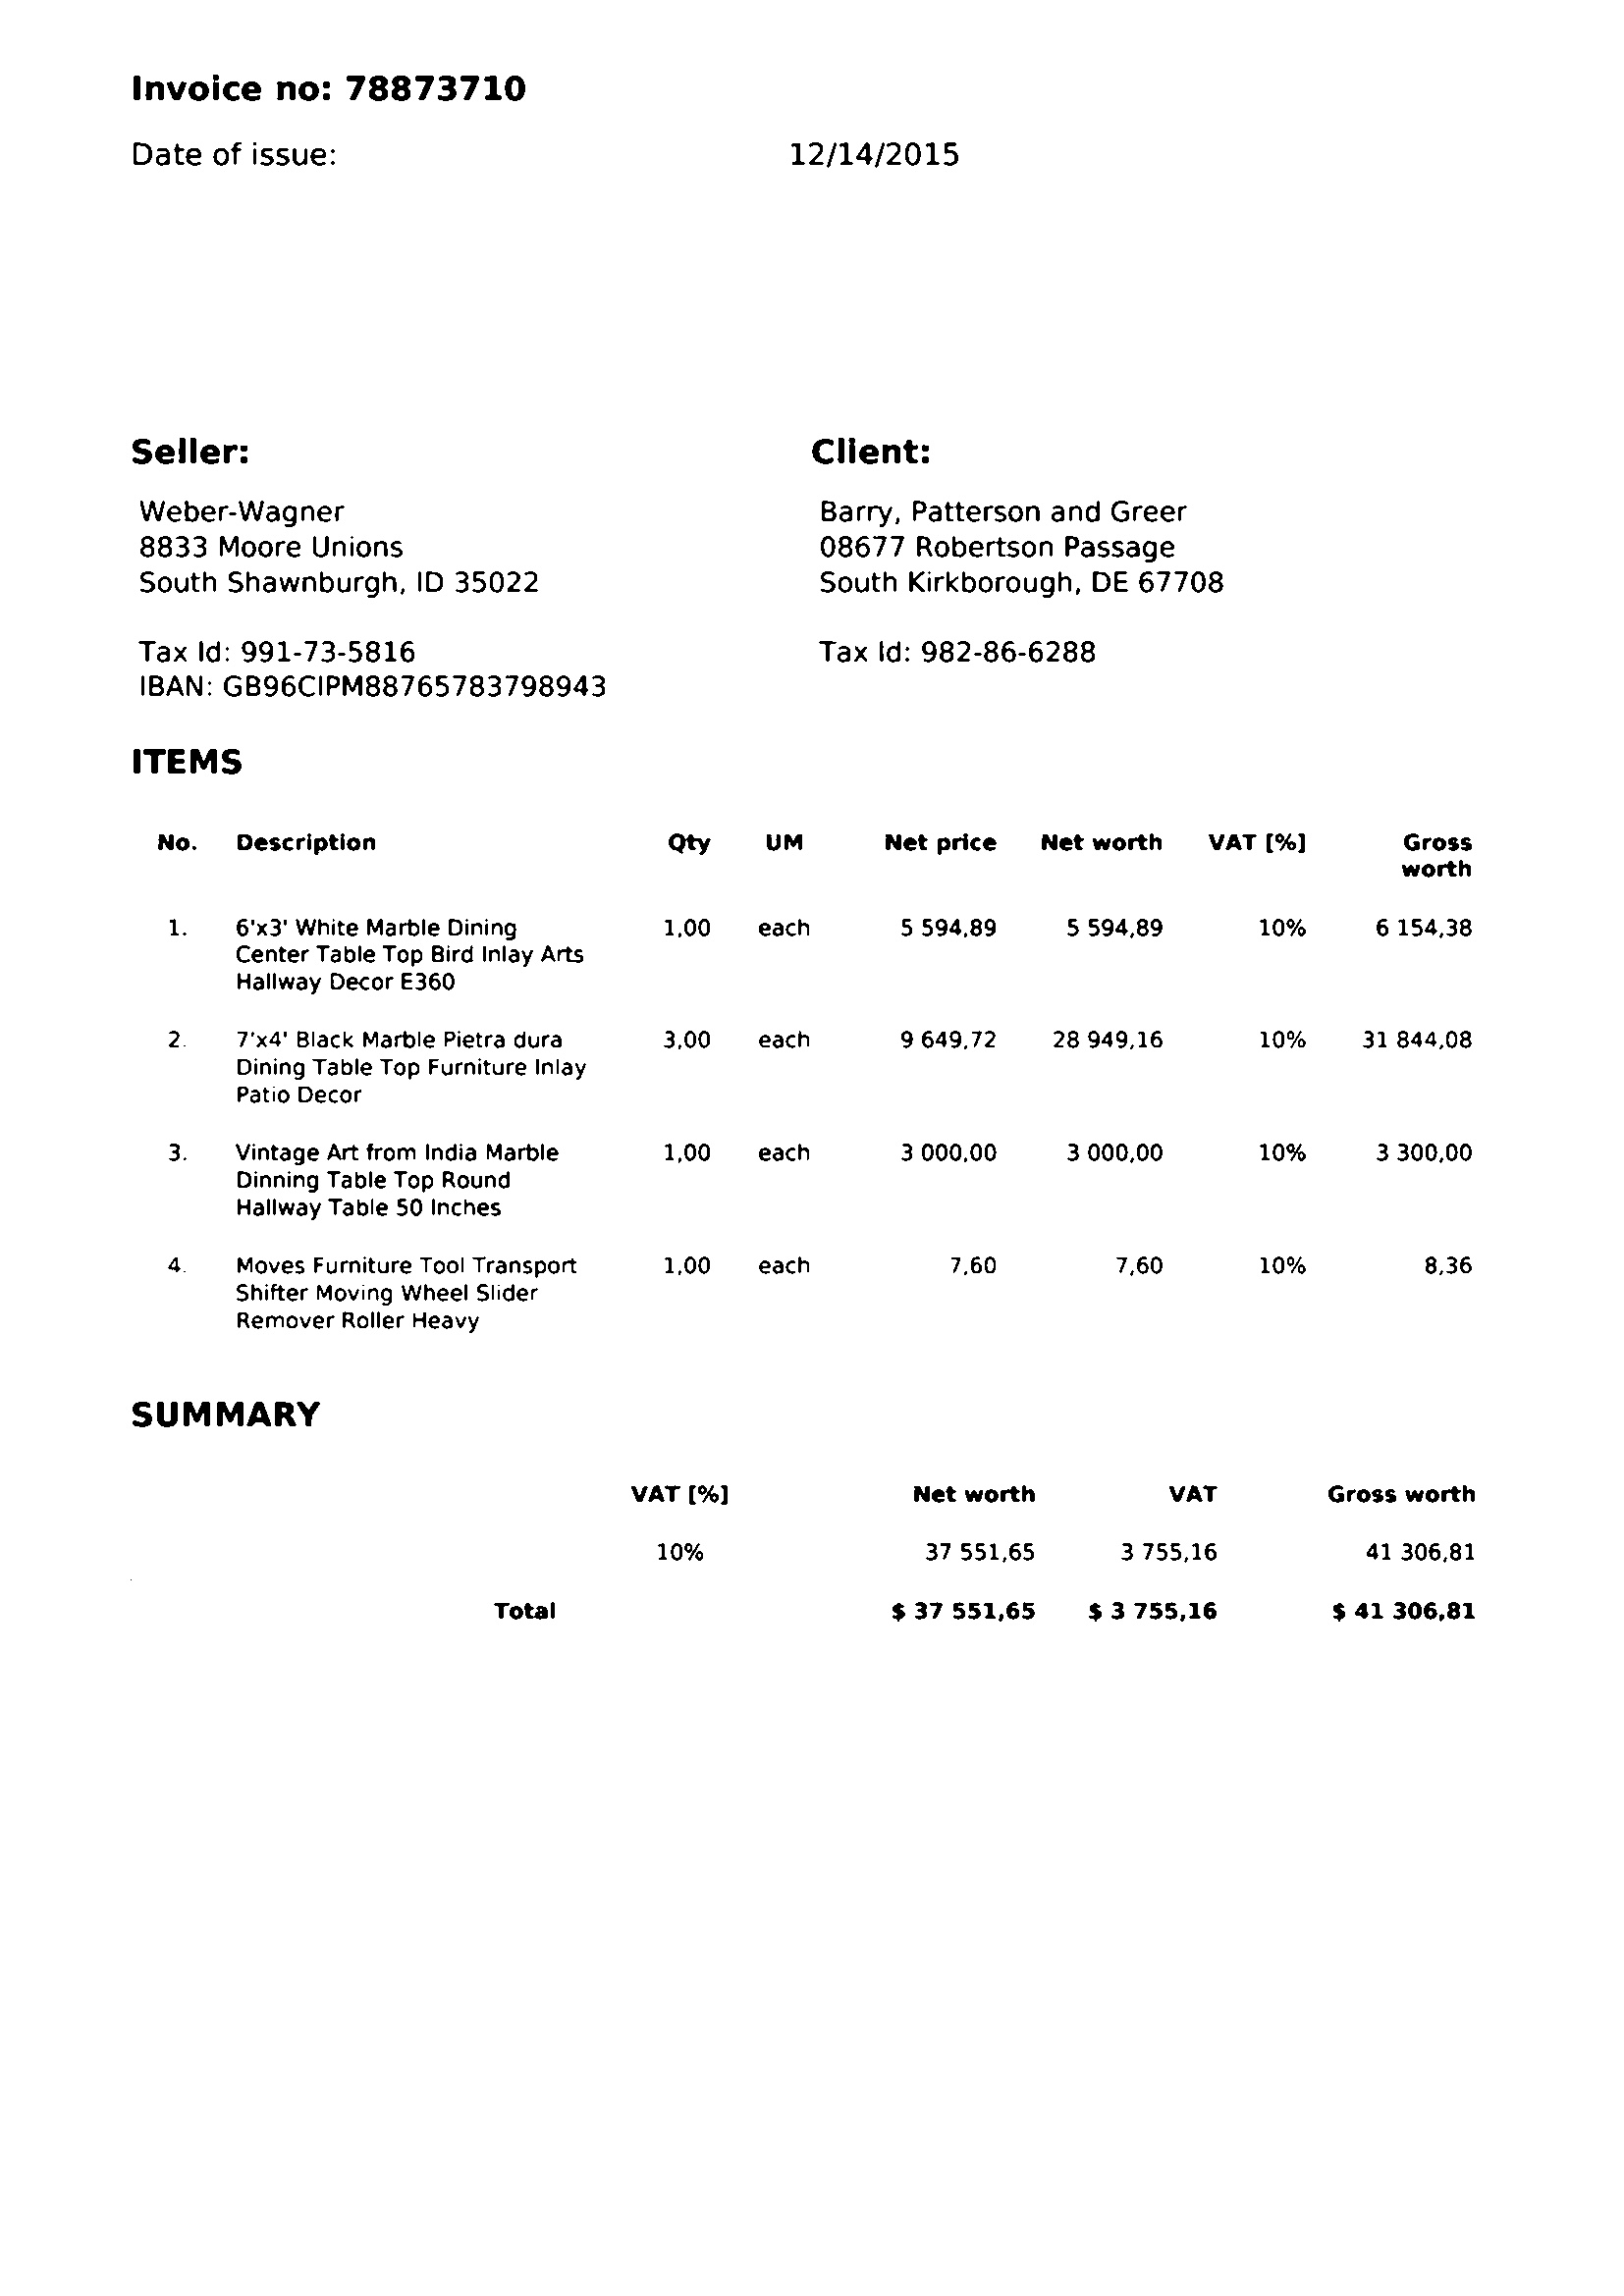 Invoice no: 78873710
Date of issue: 12/14/2015
Seller: Client:
Weber-Wagner Barry, Patterson and Greer
8833 Moore Unions 08677 Robertson Passage
South Shawnburgh, ID 35022 South Kirkborough, DE 67708
Tax Id: 991-73-5816 Tax Id: 982-86-6288
IBAN: GB96CIPM88765783798943
ITEMS
No. Description Qty UM Net price Net worth VAT [%] Gross
worth
1. 6'x3' White Marble Dining 1,00 each 5 594,89 5 594,89 10% 6 154,38
Center Table Top Bird Inlay Arts
Hallway Decor E360
2. 7'x4' Black Marble Pietra dura 3,00 each 9 649,72 28 949,16 10% 31 844,08
Dining Table Top Furniture Inlay
Patio Decor
3. Vintage Art from India Marble 1,00 each 3 000,00 3 000,00 10% 3 300,00
Dinning Table Top Round
Hallway Table 50 Inches
4. Moves Furniture Tool Transport 1,00 each 7,60 7,60 10% 8,36
Shifter Moving Wheel Slider
Remover Roller Heavy
SUMMARY
VAT [%] Net worth VAT Gross worth
10% 37 551,65 3 755,16 41 306,81
Total $ 37 551,65 $ 3 755,16 $ 41 306,81